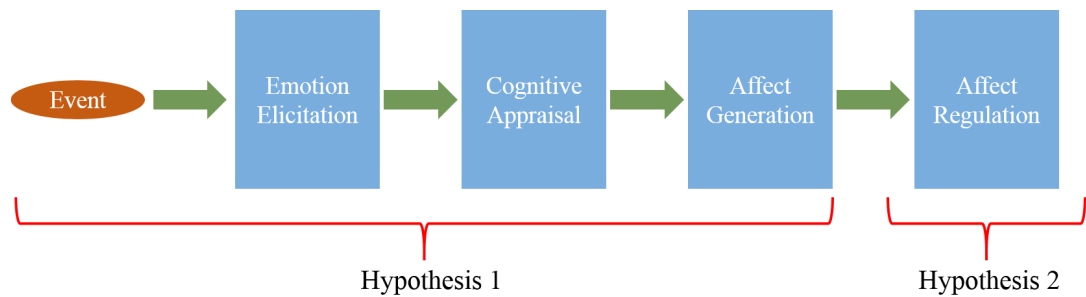 Event
Emotion
Elicitation
Cognitive
Appraisal
Affect
Generation
Affect
Regulation
Hypothesis 1
Hypothesis 2